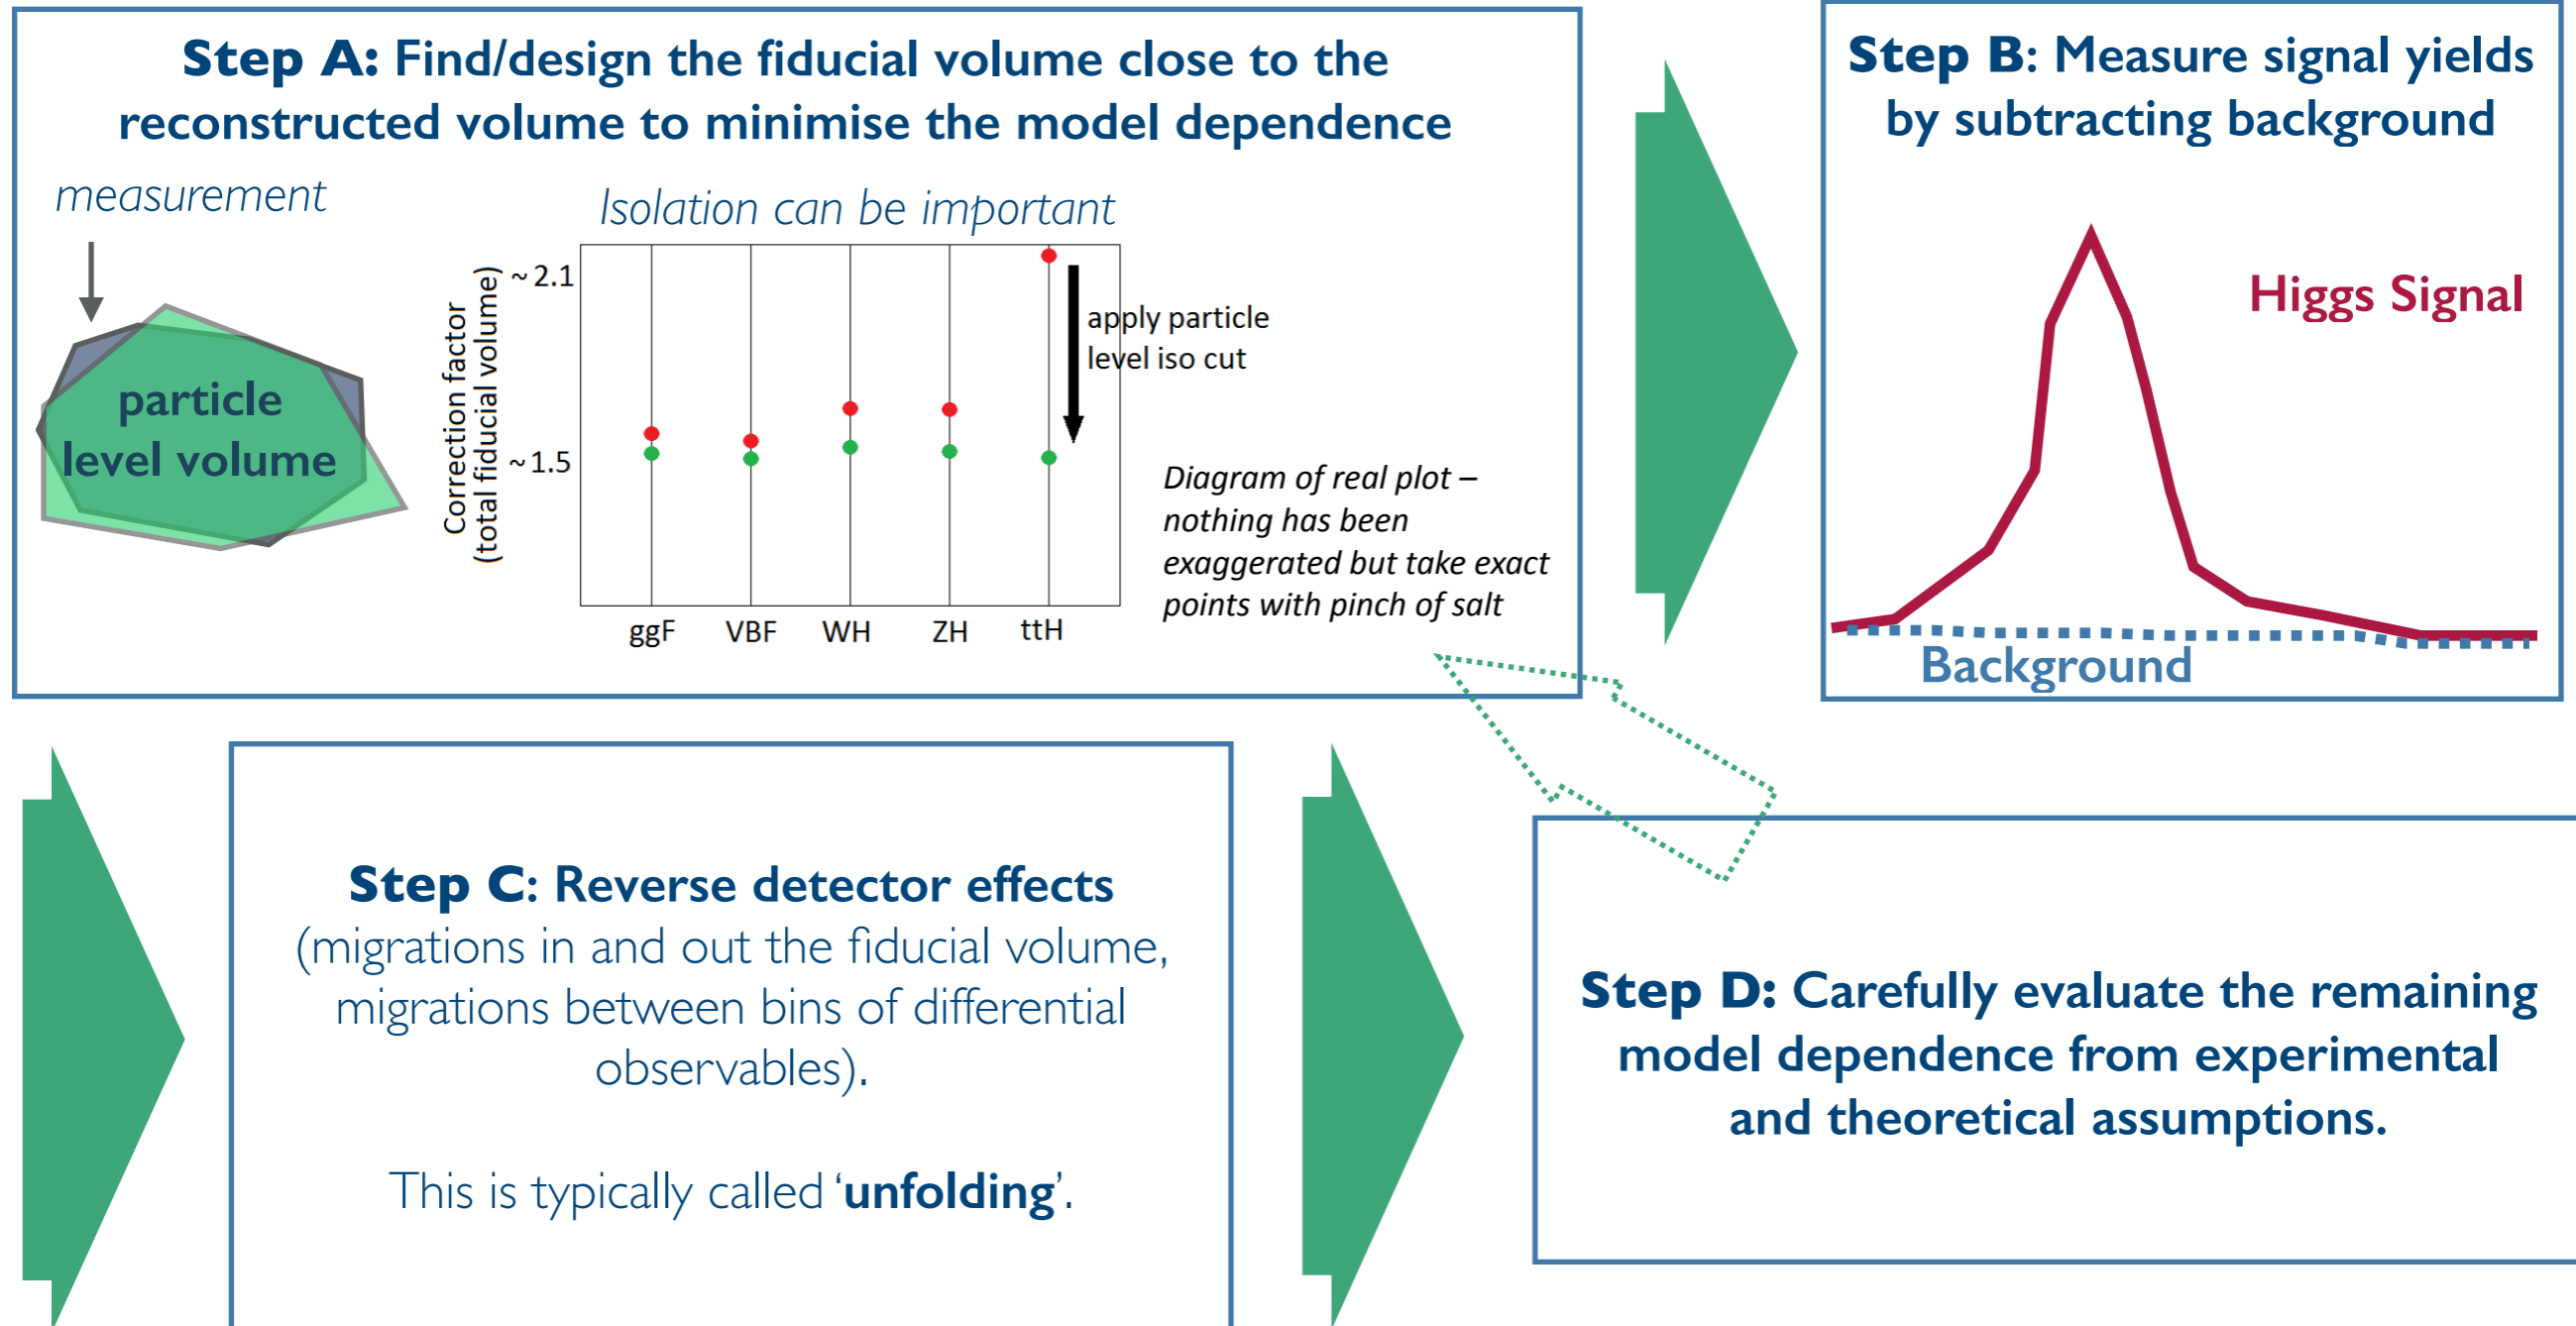 Step A: Find/design the fiducial volume close to the
reconstructed volume to minimise the model dependence
measurement
particle
level volume
Isolation can be important
Correction factor
(total fiducial volume)
~ 2.1
~ 1.5
apply particle
level iso cut
ggF VBF WH ZH ttH
Diagram of real plot –
nothing has been
exaggerated but take exact
points with pinch of salt
Step B: Measure signal yields
by subtracting background
Higgs Signal
Background
Step C: Reverse detector effects
(migrations in and out the fiducial volume,
migrations between bins of differential
observables).
This is typically called ‘unfolding’.
Step D: Carefully evaluate the remaining
model dependence from experimental
and theoretical assumptions.